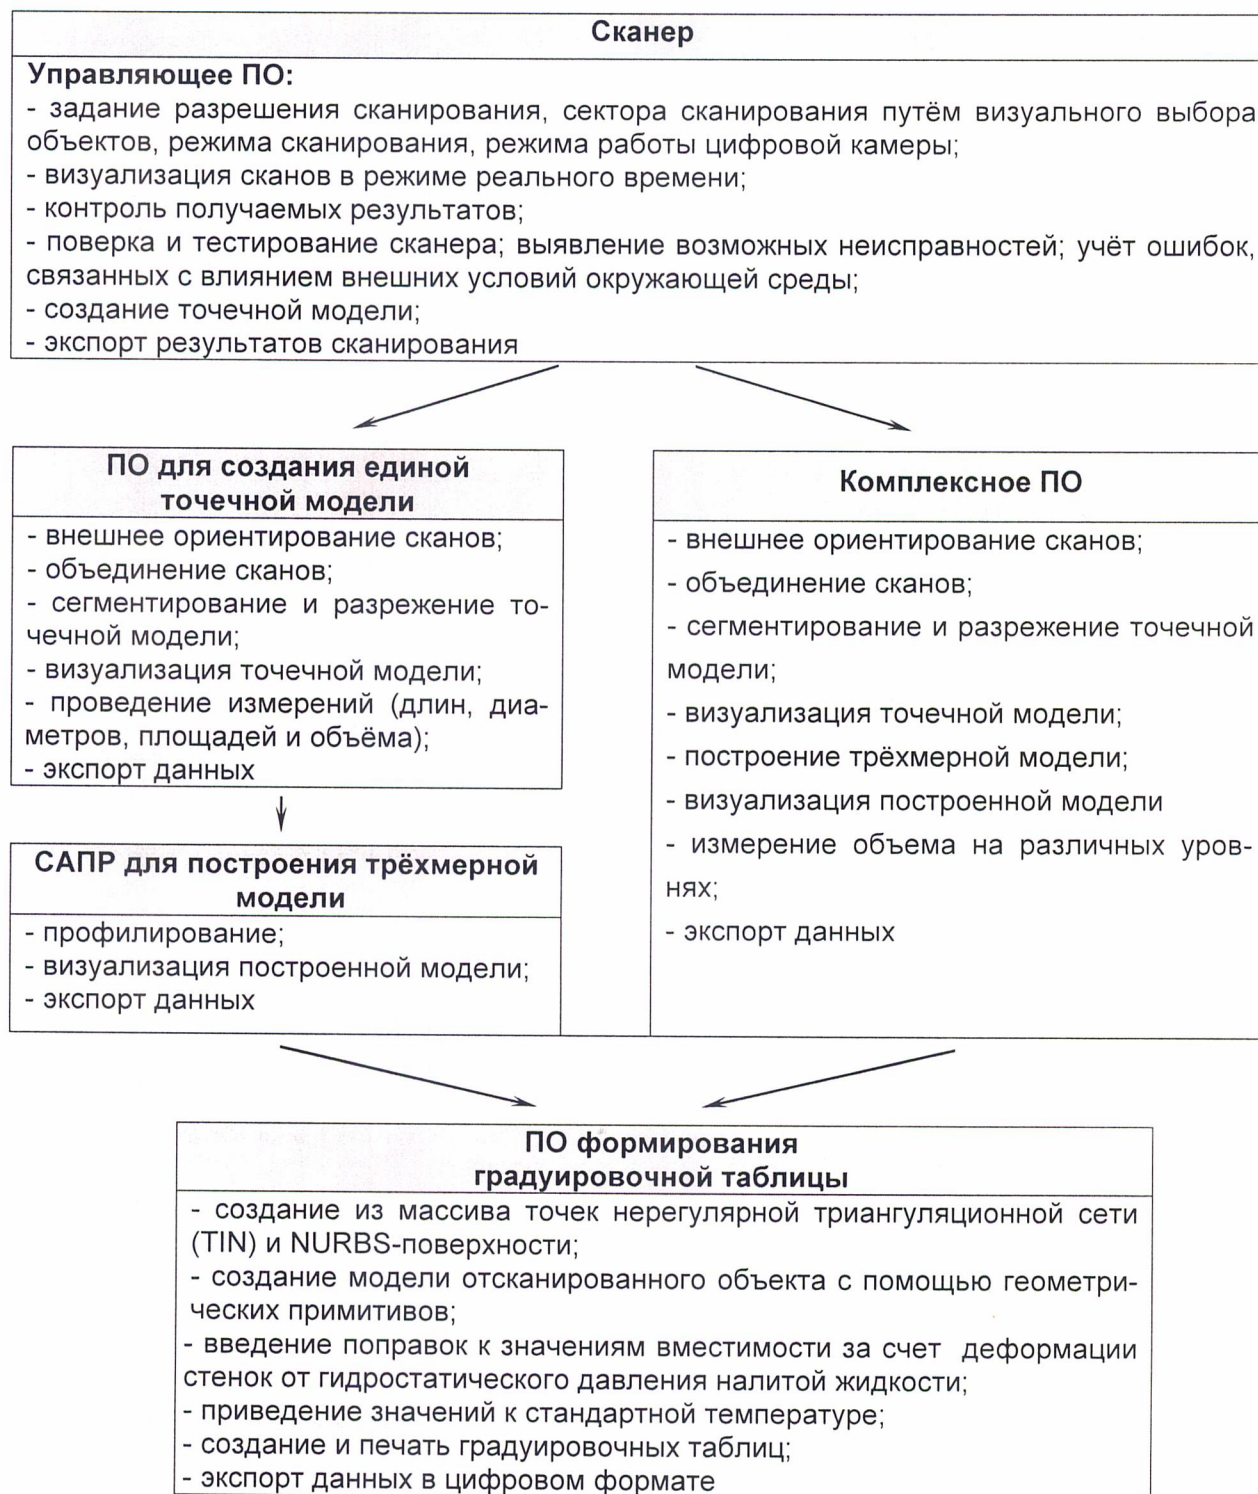 Сканер
Управляющее ПО:
- задание разрешения сканирования, сектора сканирования путём визуального выбора
объектов, режима сканирования, режима работы цифровой камеры;
- визуализация сканов в режиме реального времени;
- контроль получаемых результатов;
- поверка и тестирование сканера; выявление возможных неисправностей; учёт ошибок,
связанных с влиянием внешних условий окружающей среды;
- создание точечной модели;
- экспорт результатов сканирования
ПО для создания единой
точечной модели
- внешнее ориентирование сканов;
- объединение сканов;
- сегментирование и разрежение то-
чечной модели;
- визуализация точечной модели;
- проведение измерений (длин, диа-
метров, площадей и объёма);
- экспорт данных
САПР для построения трёхмерной
модели
- профилирование;
- визуализация построенной модели;
- экспорт данных
Комплексное ПО
- внешнее ориентирование сканов;
- объединение сканов;
- сегментирование и разрежение точечной
модели;
- визуализация точечной модели;
- построение трёхмерной модели;
- визуализация построенной модели
- измерение объема на различных уров-
нях;
- экспорт данных
ПО формирования
градуировочной таблицы
- создание из массива точек нерегулярной триангуляционной сети
(TIN) и NURBS-поверхности;
- создание модели отсканированного объекта с помощью геометри-
ческих примитивов;
- введение поправок к значениям вместимости за счет деформации
стенок от гидростатического давления налитой жидкости;
- приведение значений к стандартной температуре;
- создание и печать градуировочных таблиц;
- экспорт данных в цифровом формате